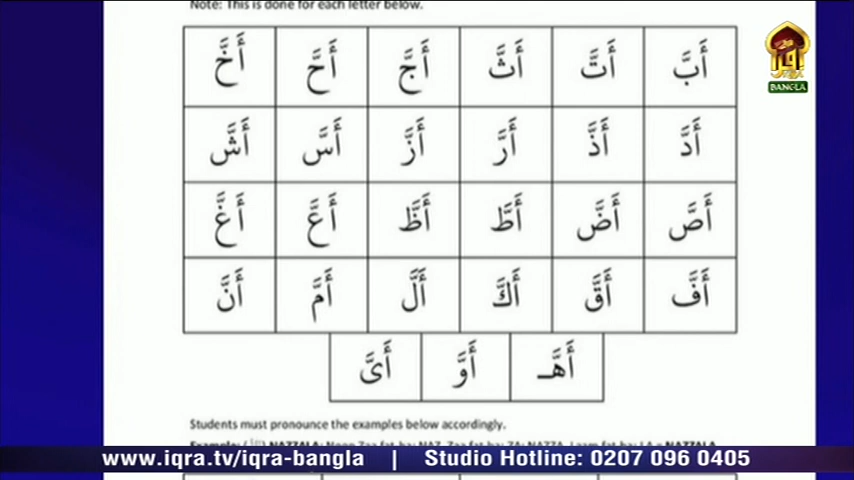 Note: This is done for each letter below.
أَبَّ أَتَّ أَثَّ أَجَّ أَحَّ أَخَّ
أَدَّ أَذَّ أَرَّ أَزَّ أَسَّ أَشَّ
أَصَّ أَضَّ أَطَّ أَظَّ أَعَّ أَغَّ
أَفَّ أَقَّ أَكَّ أَلَّ أَمَّ أَنَّ
أَهَّـ أَوَّ أَىَّ
Students must pronounce the examples below accordingly.
BANGLA
www.iqra.tv/iqra-bangla | Studio Hotline: 0207 096 0405